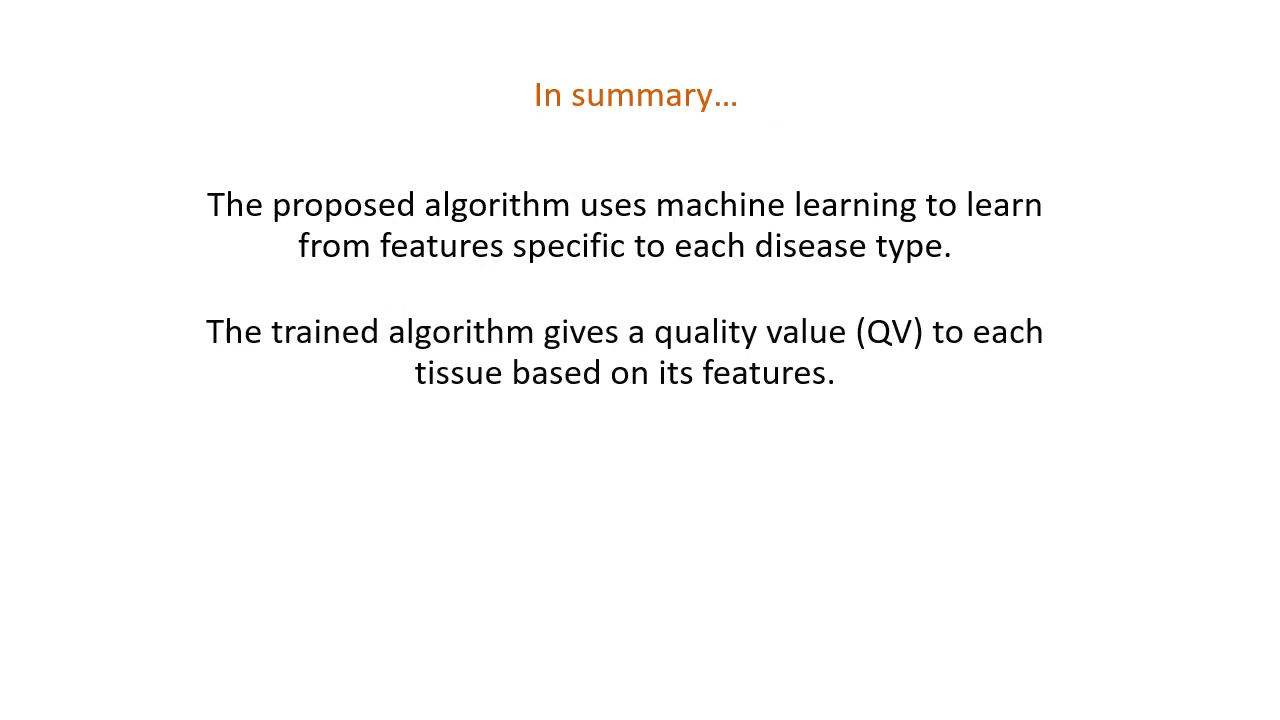 In summary…
The proposed algorithm uses machine learning to learn
from features specific to each disease type.
The trained algorithm gives a quality value (QV) to each
tissue based on its features.